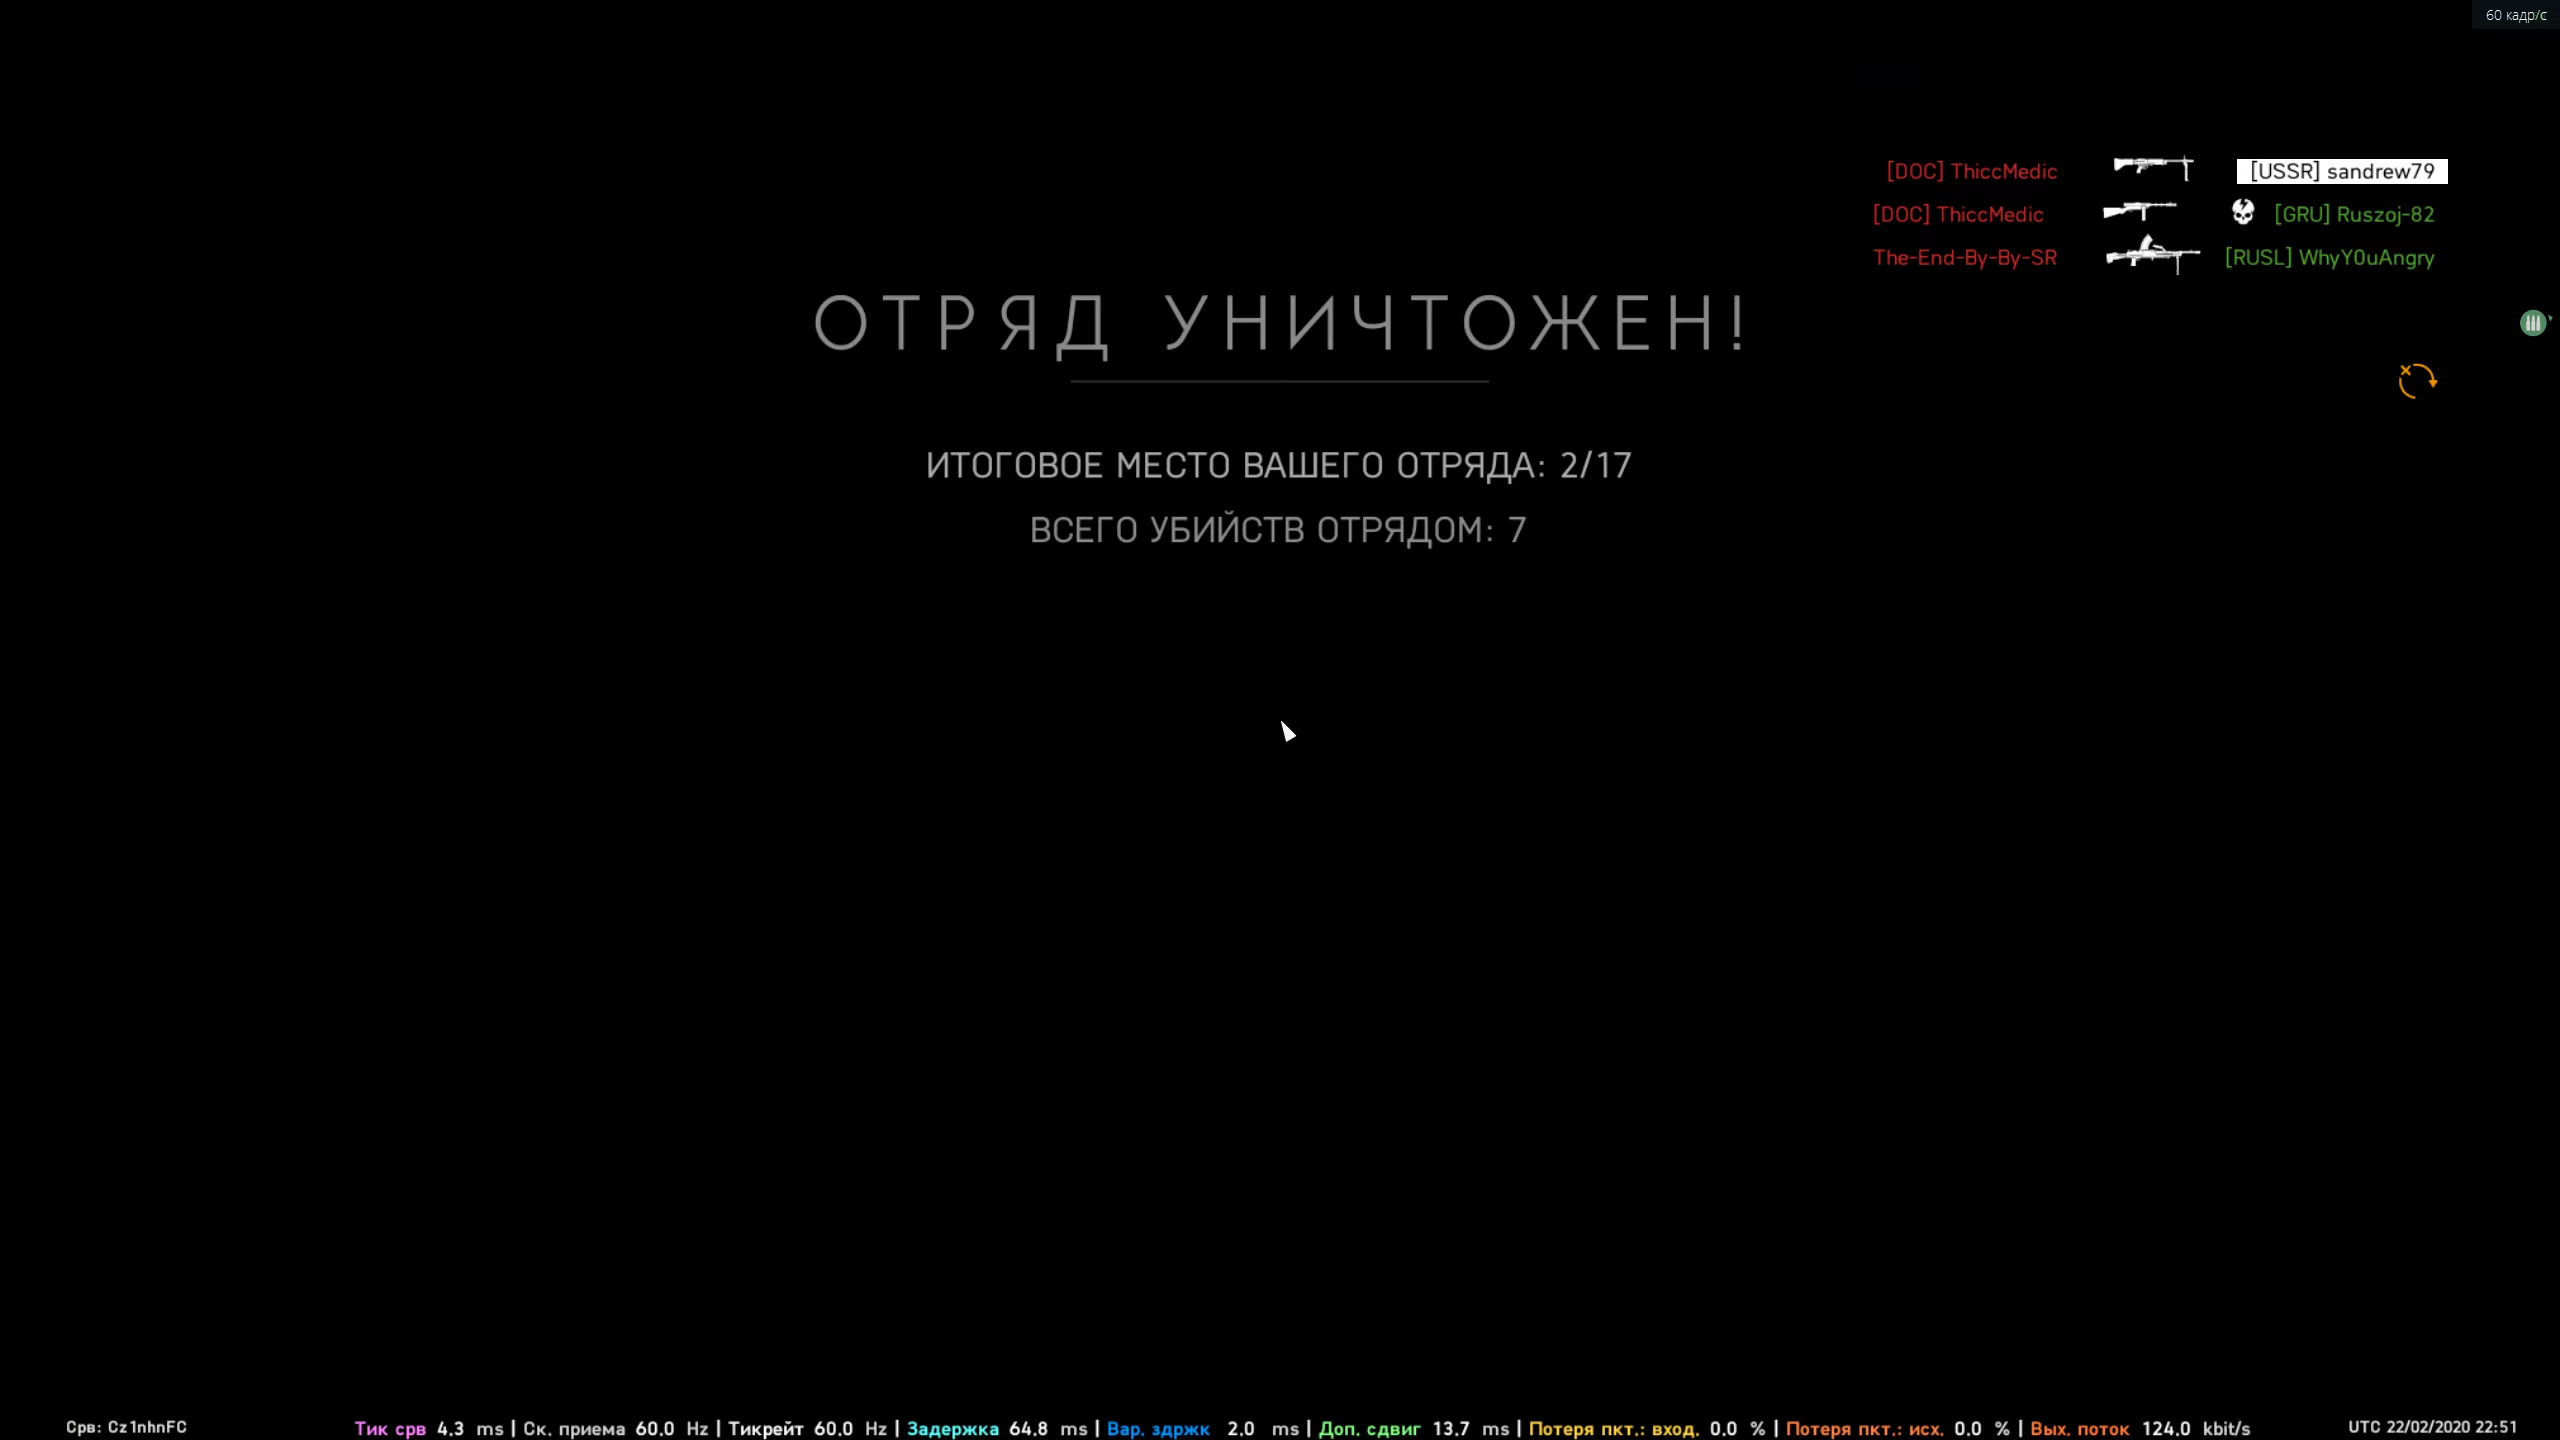 60 кадр/с
[DOC] ThiccMedic [USSR] sandrew79
[DOC] ThiccMedic [GRU] Ruszoj-82
The-End-By-By-SR [RUSL] WhyY0uAngry
ОТРЯД УНИЧТОЖЕН!
ИТОГОВОЕ МЕСТО ВАШЕГО ОТРЯДА: 2/17
ВСЕГО УБИЙСТВ ОТРЯДОМ: 7
Срв: Cz1nhnFC Тик срв 4.3 ms | Ск. приема 60.0 Hz | Тикрейт 60.0 Hz | Задержка 64.8 ms | Вар. здржк 2.0 ms | Доп. сдвиг 13.7 ms | Потеря пкт.: вход. 0.0 % | Потеря пкт.: исх. 0.0 % | Вых. поток 124.0 kbit/s UTC 22/02/2020 22:51